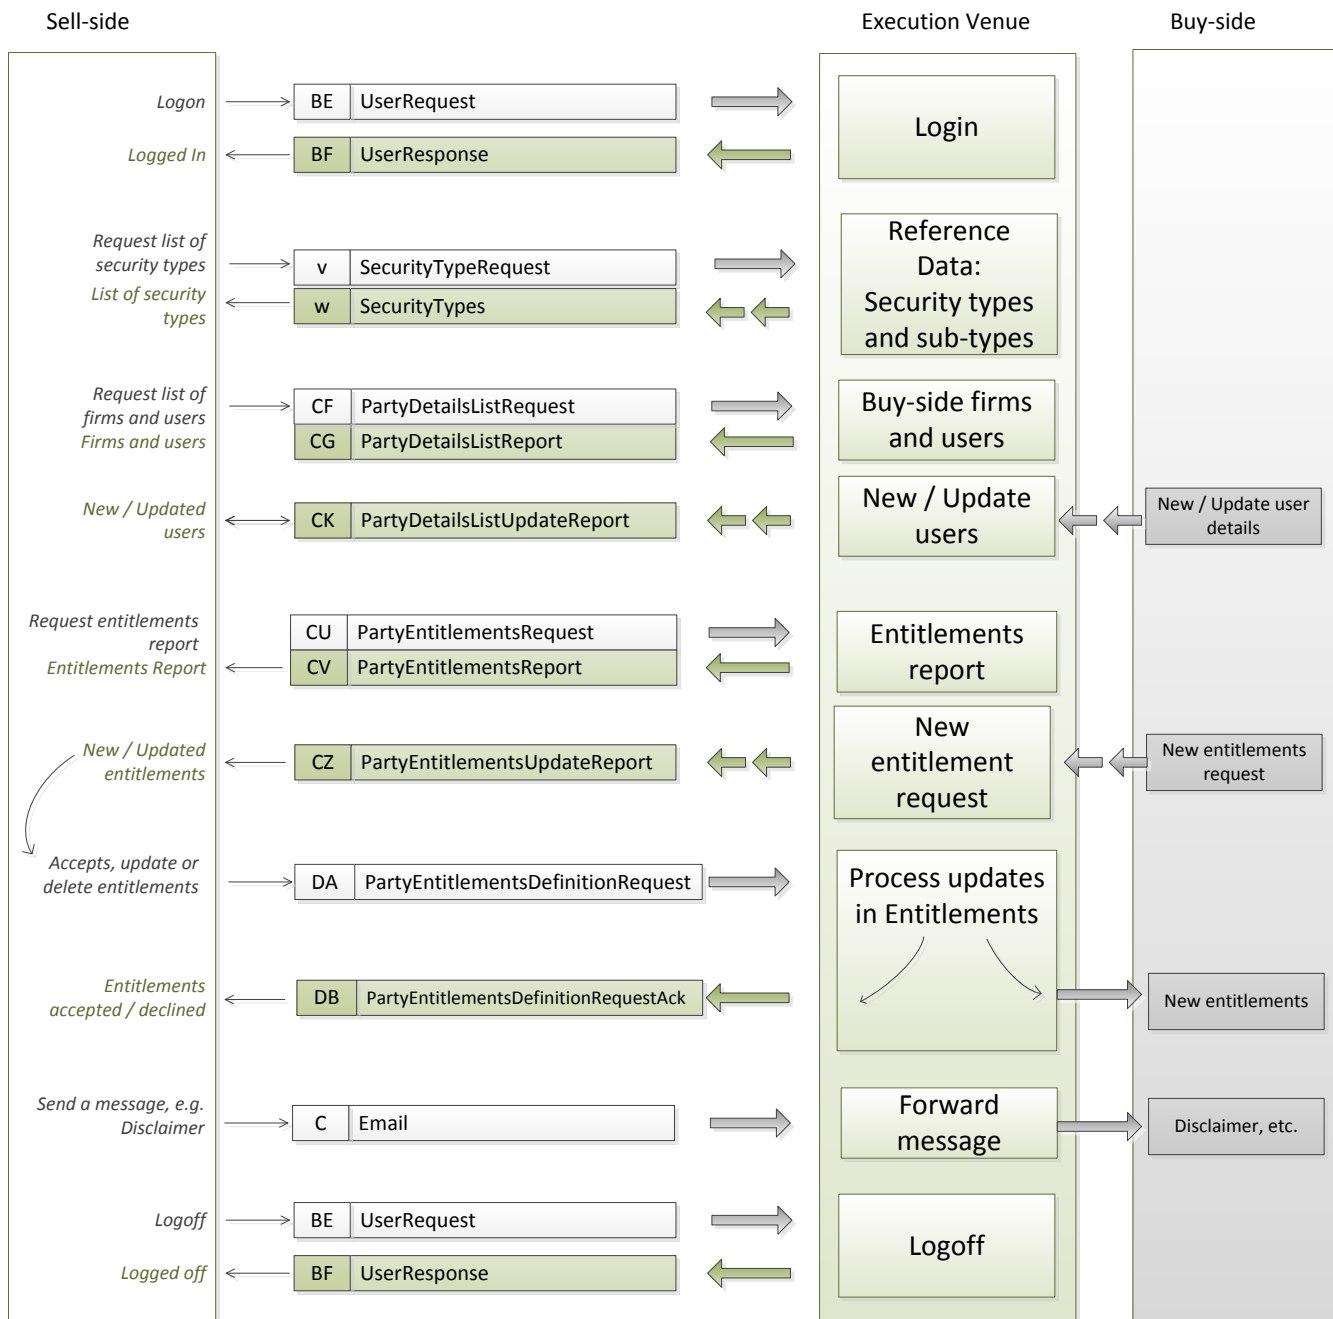 Sell-side
Execution Venue
Buy-side
Logon
BE UserRequest
Login
Logged In
BF UserResponse
Request list of
security types
v SecurityTypeRequest
List of security
types
w SecurityTypes
Reference
Data:
Security types
and sub-types
Request list of
firms and users
CF PartyDetailsListRequest
Firms and users
CG PartyDetailsListReport
Buy-side firms
and users
New / Updated
users
CK PartyDetailsListUpdateReport
New / Update
users
New / Update user
details
Request entitlements
report
CU PartyEntitlementsRequest
Entitlements Report
CV PartyEntitlementsReport
Entitlements
report
New / Updated
entitlements
CZ PartyEntitlementsUpdateReport
New
entitlement
request
New entitlements
request
Accepts, update or
delete entitlements
DA PartyEntitlementsDefinitionRequest
Process updates
in Entitlements
Entitlements
accepted / declined
DB PartyEntitlementsDefinitionRequestAck
New entitlements
Send a message, e.g.
Disclaimer
C Email
Forward
message
Disclaimer, etc.
Logoff
BE UserRequest
Logoff
Logged off
BF UserResponse